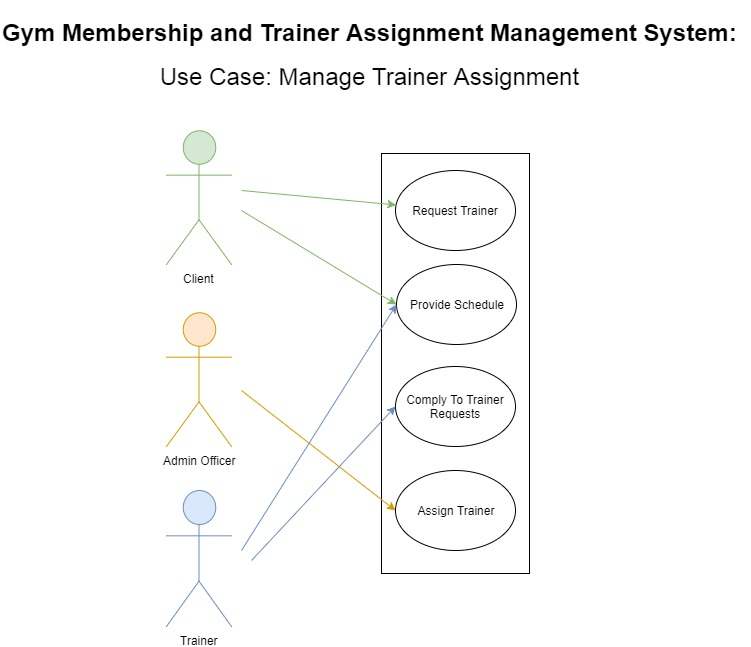 Gym Membership and Trainer Assignment Management System:
Use Case: Manage Trainer Assignment
Client
Admin Officer
Trainer
Request Trainer
Provide Schedule
Comply To Trainer
Requests
Assign Trainer